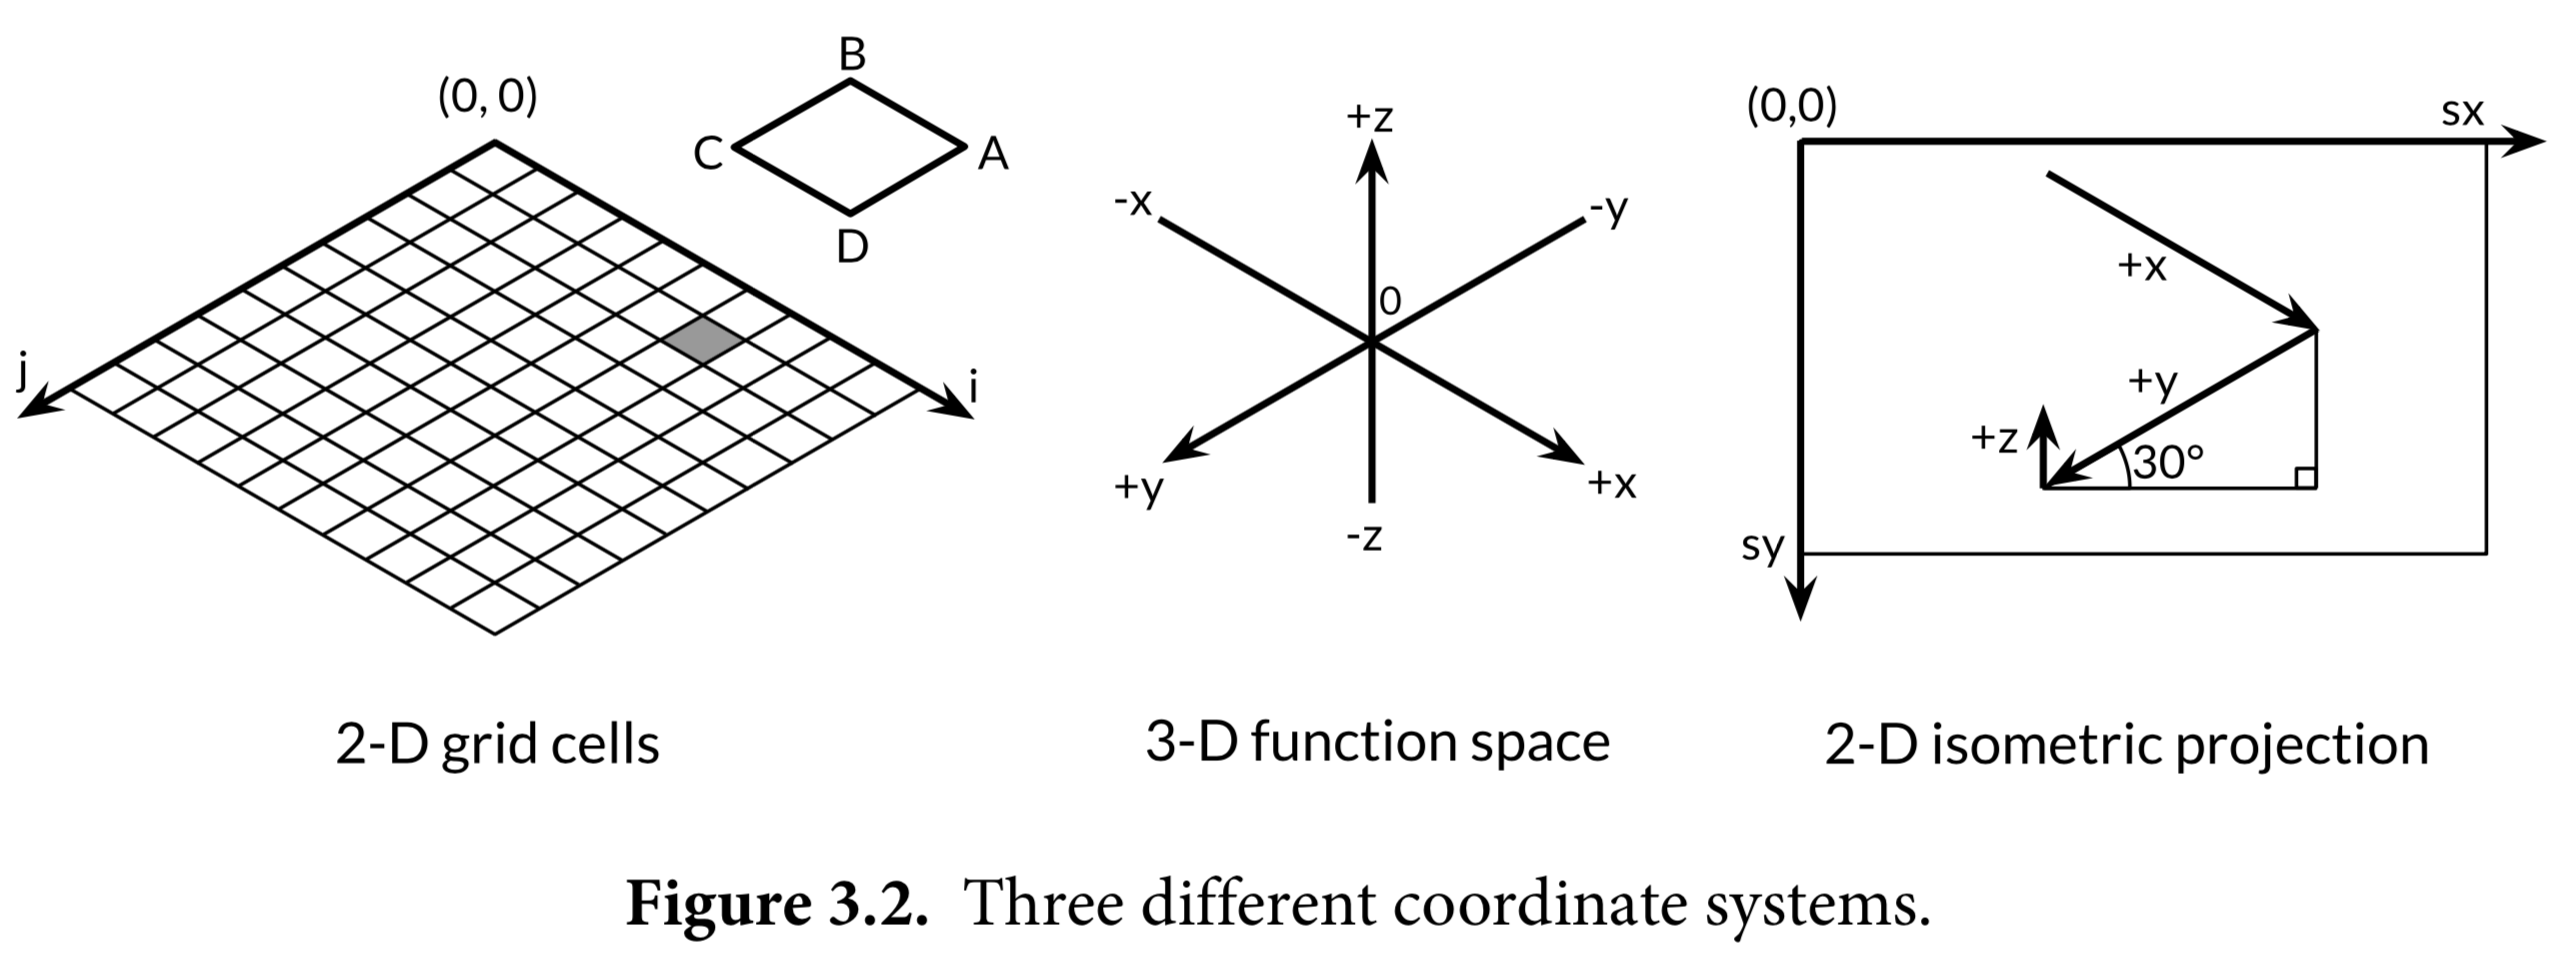 (0, 0)
B
C
A
D
j
i
2-D grid cells
+z
-x
-y
0
+y
+x
-z
3-D function space
(0,0)
sx
+x
+y
+z
30°
sy
2-D isometric projection
Figure 3.2. Three different coordinate systems.